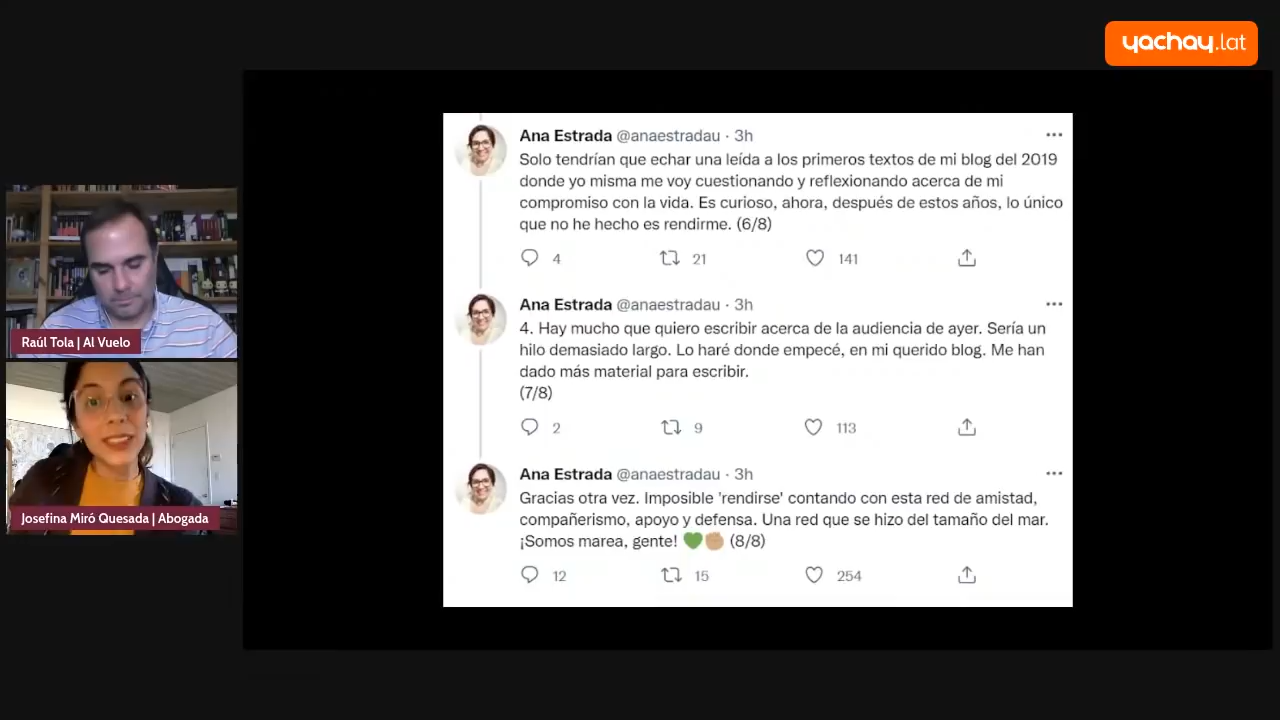 yachay.lat
Ana Estrada @anaestradau · 3h
Solo tendrían que echar una leída a los primeros textos de mi blog del 2019
donde yo misma me voy cuestionando y reflexionando acerca de mi
compromiso con la vida. Es curioso, ahora, después de estos años, lo único
que no he hecho es rendirme. (6/8)
4 21 141
Ana Estrada @anaestradau · 3h
4. Hay mucho que quiero escribir acerca de la audiencia de ayer. Sería un
hilo demasiado largo. Lo haré donde empecé, en mi querido blog. Me han
dado más material para escribir.
(7/8)
2 9 113
Ana Estrada @anaestradau · 3h
Gracias otra vez. Imposible 'rendirse' contando con esta red de amistad,
compañerismo, apoyo y defensa. Una red que se hizo del tamaño del mar.
¡Somos marea, gente! 💚✊🏽 (8/8)
12 15 254
Raúl Tola | Al Vuelo
Josefina Miró Quesada | Abogada